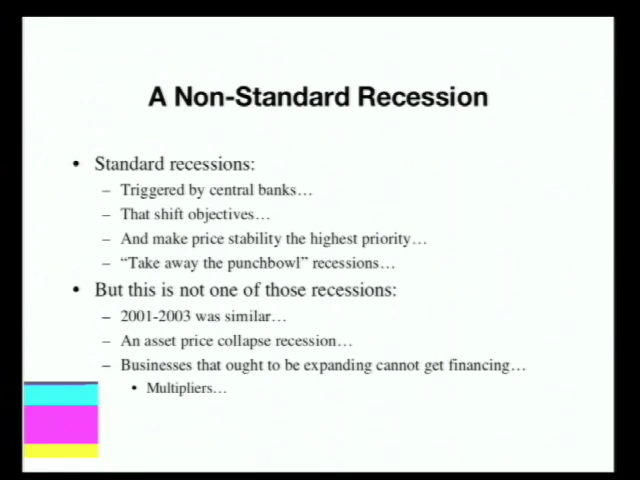 A Non-Standard Recession
• Standard recessions:
– Triggered by central banks…
– That shift objectives…
– And make price stability the highest priority…
– “Take away the punchbowl” recessions…
• But this is not one of those recessions:
– 2001-2003 was similar…
– An asset price collapse recession…
– Businesses that ought to be expanding cannot get financing…
• Multipliers…